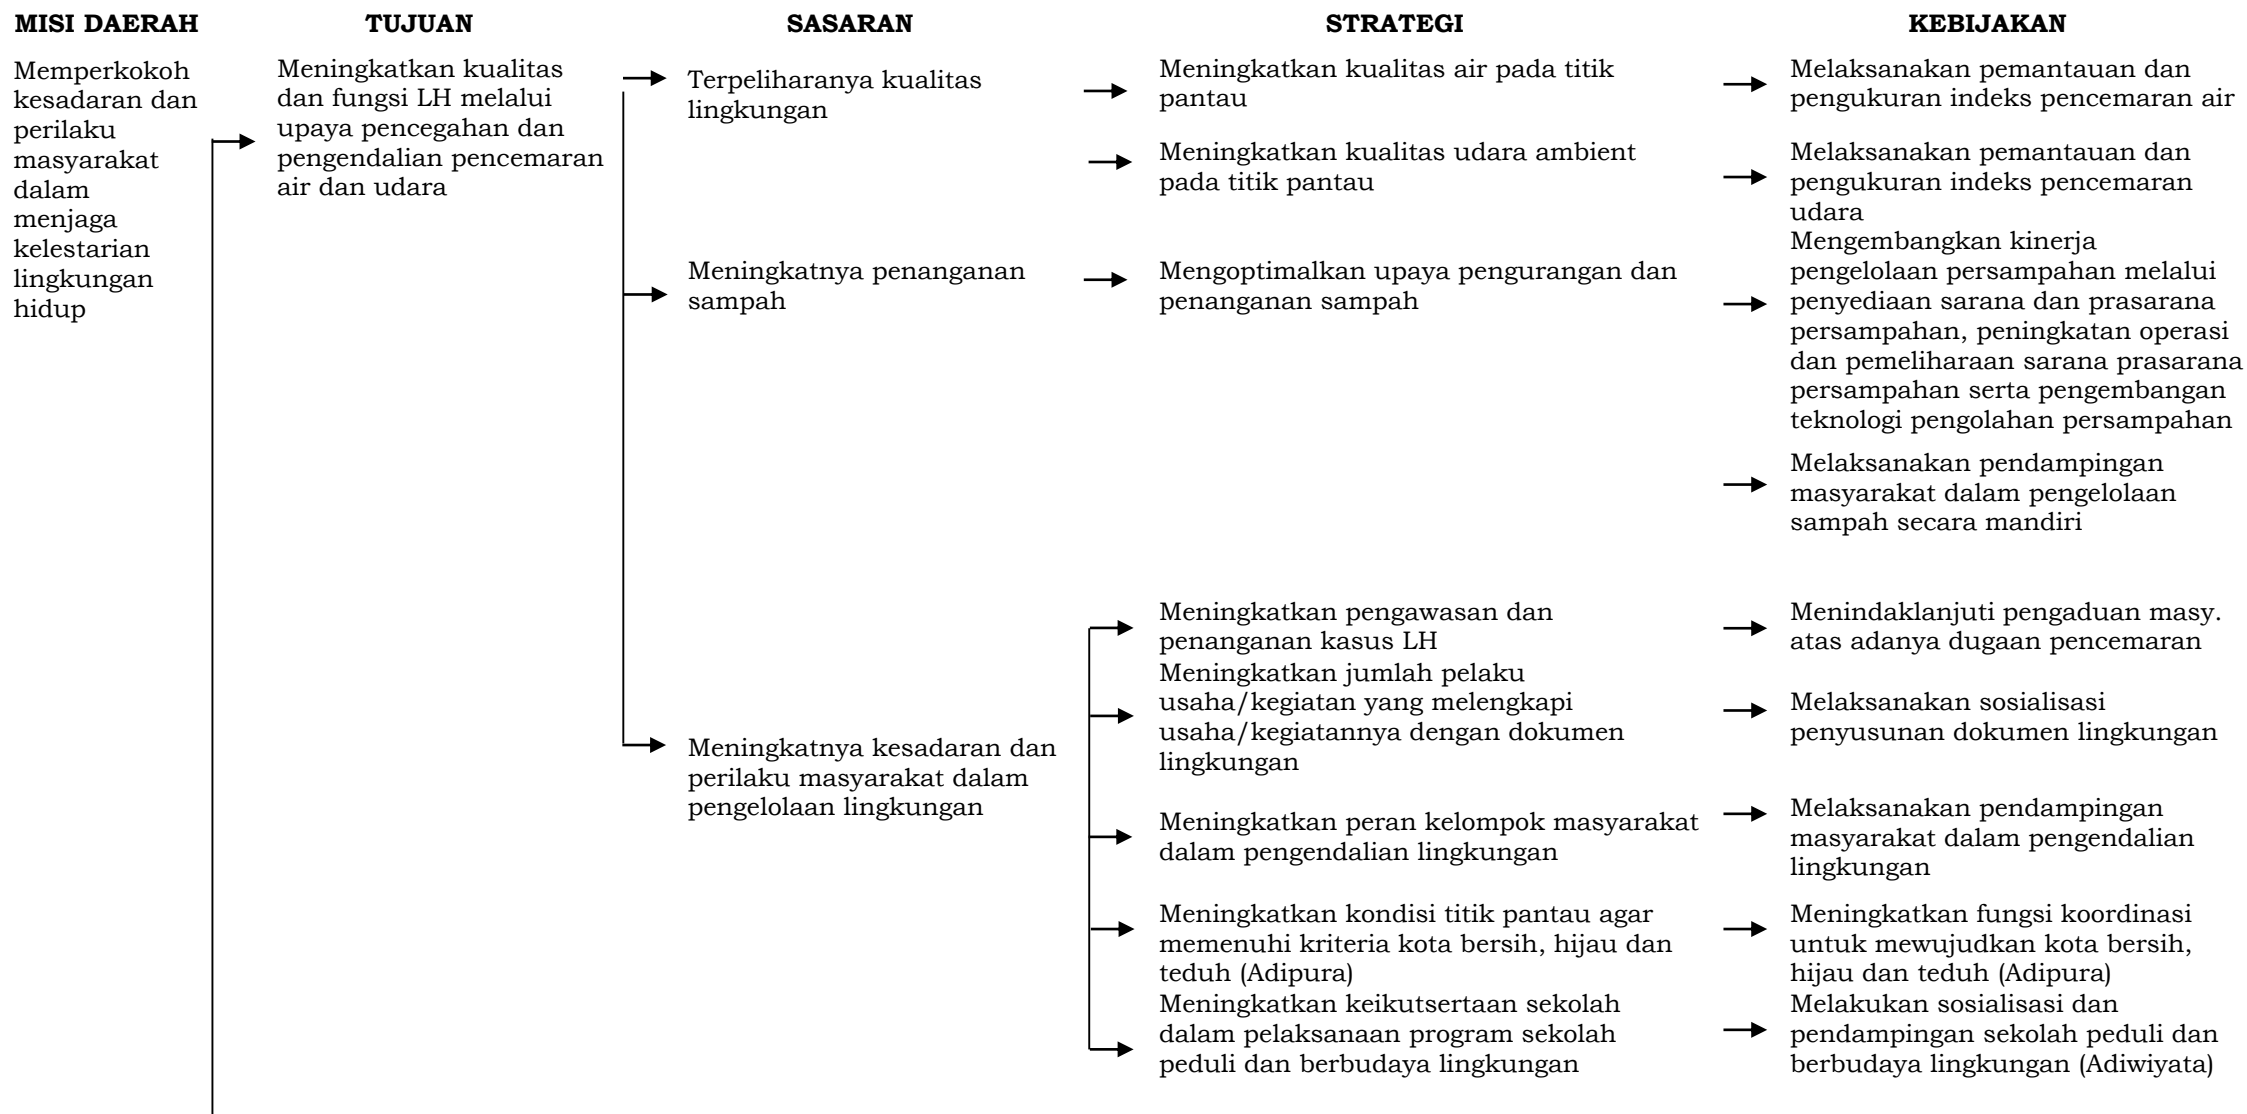 MISI DAERAH
TUJUAN
SASARAN
STRATEGI
KEBIJAKAN
Memperkokoh
kesadaran dan
perilaku
masyarakat
dalam
menjaga
kelestarian
lingkungan
hidup
Meningkatkan kualitas
dan fungsi LH melalui
upaya pencegahan dan
pengendalian pencemaran
air dan udara
Terpeliharanya kualitas
lingkungan
Meningkatkan kualitas air pada titik
pantau
Melaksanakan pemantauan dan
pengukuran indeks pencemaran air
Meningkatkan kualitas udara ambient
pada titik pantau
Melaksanakan pemantauan dan
pengukuran indeks pencemaran
udara
Meningkatnya penanganan
sampah
Mengoptimalkan upaya pengurangan dan
penanganan sampah
Mengembangkan kinerja
pengelolaan persampahan melalui
penyediaan sarana dan prasarana
persampahan, peningkatan operasi
dan pemeliharaan sarana prasarana
persampahan serta pengembangan
teknologi pengolahan persampahan
Melaksanakan pendampingan
masyarakat dalam pengelolaan
sampah secara mandiri
Meningkatnya kesadaran dan
perilaku masyarakat dalam
pengelolaan lingkungan
Meningkatkan pengawasan dan
penanganan kasus LH
Menindaklanjuti pengaduan masy.
atas adanya dugaan pencemaran
Meningkatkan jumlah pelaku
usaha/kegiatan yang melengkapi
usaha/kegiatannya dengan dokumen
lingkungan
Melaksanakan sosialisasi
penyusunan dokumen lingkungan
Meningkatkan peran kelompok masyarakat
dalam pengendalian lingkungan
Melaksanakan pendampingan
masyarakat dalam pengendalian
lingkungan
Meningkatkan kondisi titik pantau agar
memenuhi kriteria kota bersih, hijau dan
teduh (Adipura)
Meningkatkan fungsi koordinasi
untuk mewujudkan kota bersih,
hijau dan teduh (Adipura)
Meningkatkan keikutsertaan sekolah
dalam pelaksanaan program sekolah
peduli dan berbudaya lingkungan
Melakukan sosialisasi dan
pendampingan sekolah peduli dan
berbudaya lingkungan (Adiwiyata)